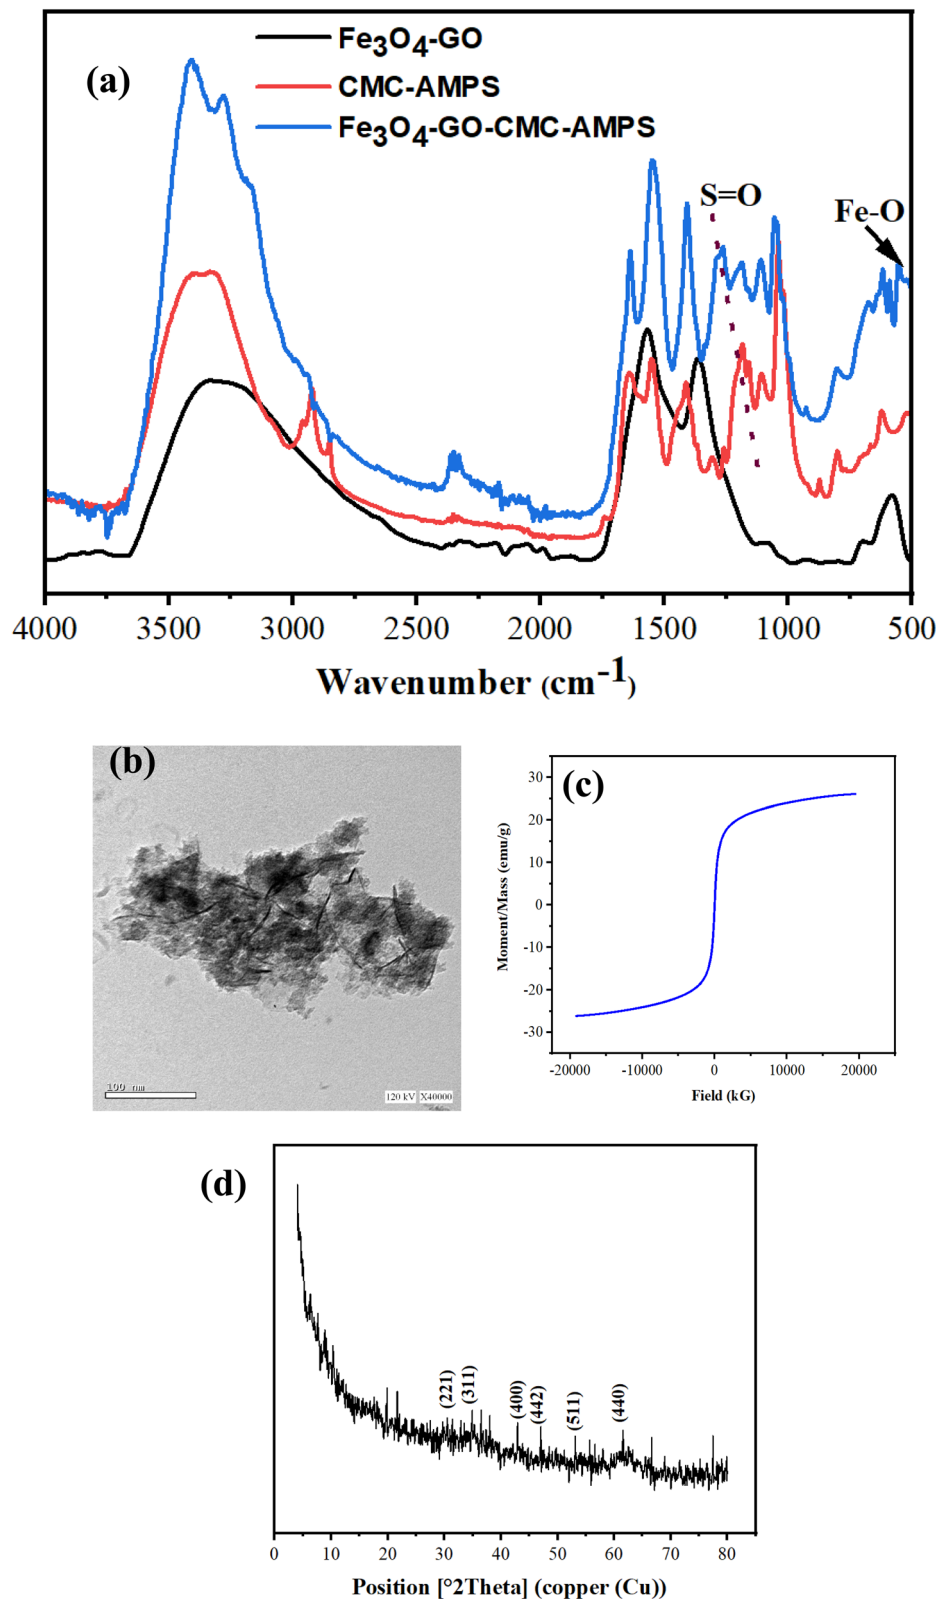 (a)
Fe3O4-GO
CMC-AMPS
Fe3O4-GO-CMC-AMPS
S=O
Fe-O
4000 3500 3000 2500 2000 1500 1000 500
Wavenumber (cm-1)
(b)
100 nm
120 kV X40000
(c)
30
20
10
0
-10
-20
-30
Moment/Mass (emu/g)
-20000 -10000 0 10000 20000
Field (kG)
(d)
(221)
(311)
(400)
(442)
(511)
(440)
0 10 20 30 40 50 60 70 80
Position [°2Theta] (copper (Cu))